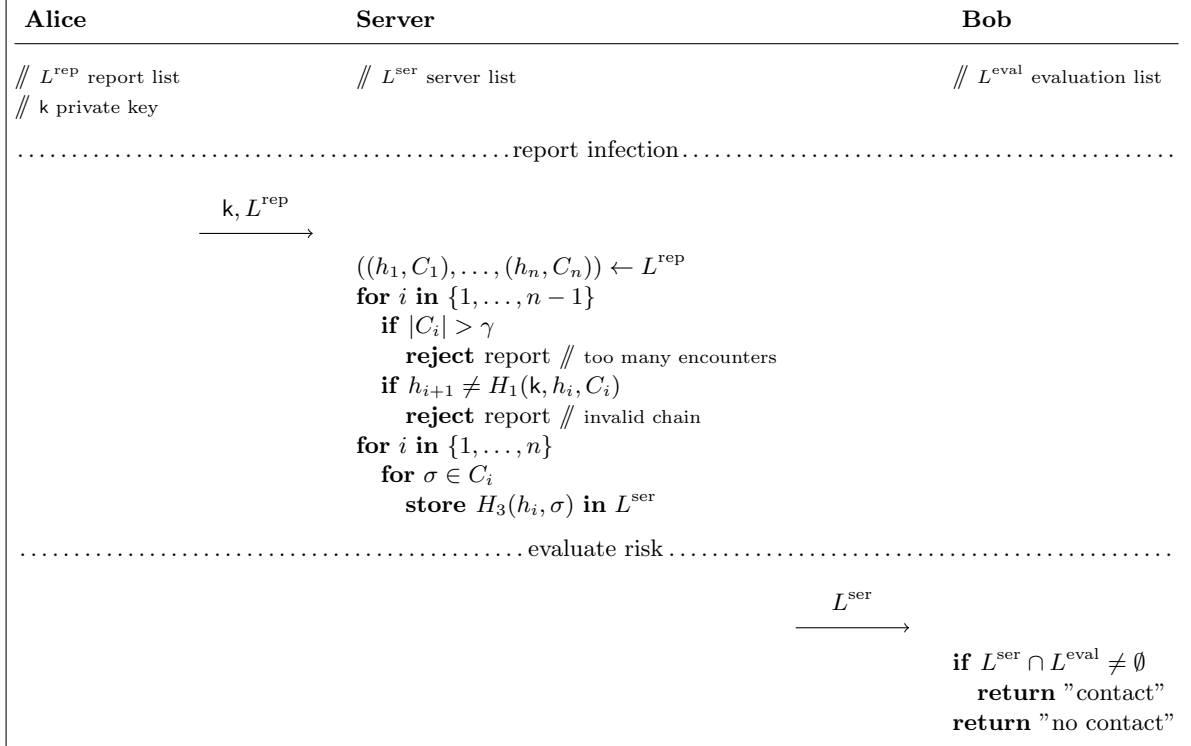 Alice Server Bob
⫽ L^rep report list ⫽ L^ser server list ⫽ L^eval evaluation list
⫽ k private key
report infection
k, L^rep
((h_1, C_1), . . . , (h_n, C_n)) ← L^rep
for i in {1, . . . , n − 1}
if |C_i| > γ
reject report ⫽ too many encounters
if h_{i+1} ≠ H_1(k, h_i, C_i)
reject report ⫽ invalid chain
for i in {1, . . . , n}
for σ ∈ C_i
store H_3(h_i, σ) in L^ser
evaluate risk
L^ser
if L^ser ∩ L^eval ≠ ∅
return ”contact”
return ”no contact”